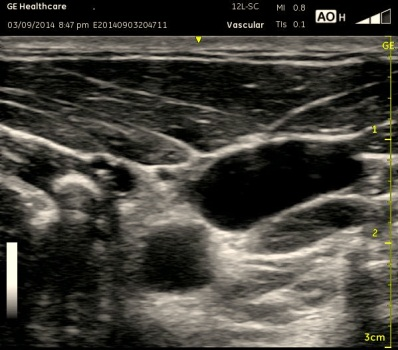 GE Healthcare
12L-SC MI 0.8
AO H
03/09/2014 8:47 pm E20140903204711 Vascular TIs 0.1
GE
1
2
3cm